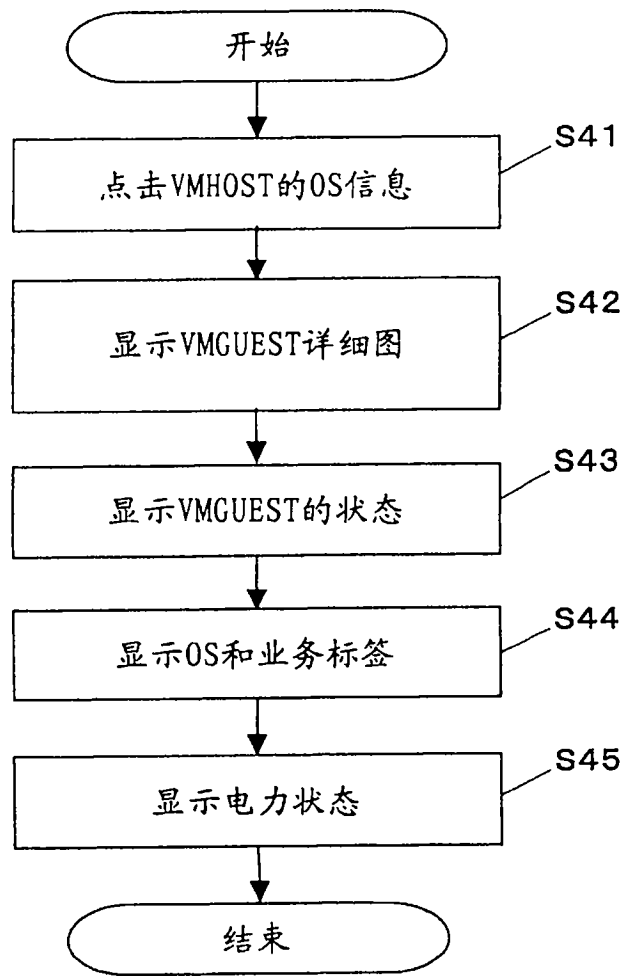 开始
S41
点击VMHOST的OS信息
S42
显示VMGUEST详细图
S43
显示VMGUEST的状态
S44
显示OS和业务标签
S45
显示电力状态
结束